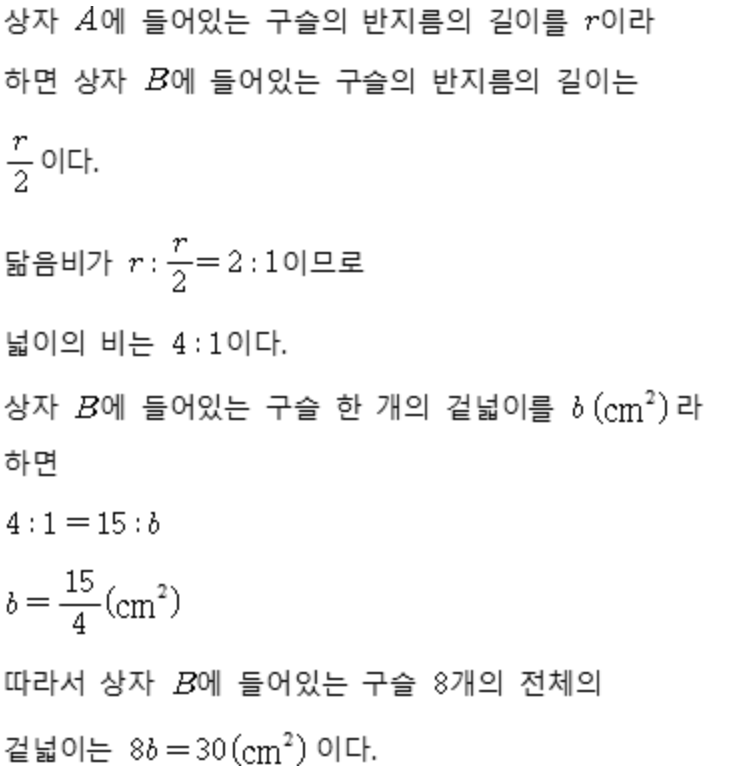 상자 A에 들어있는 구슬의 반지름의 길이를 r이라
하면 상자 B에 들어있는 구슬의 반지름의 길이는
r/2 이다.
닮음비가 r : r/2 = 2 : 1이므로
넓이의 비는 4 : 1이다.
상자 B에 들어있는 구슬 한 개의 겉넓이를 b (cm²) 라
하면
4 : 1 = 15 : b
b = 15/4 (cm²)
따라서 상자 B에 들어있는 구슬 8개의 전체의
겉넓이는 8b = 30 (cm²) 이다.